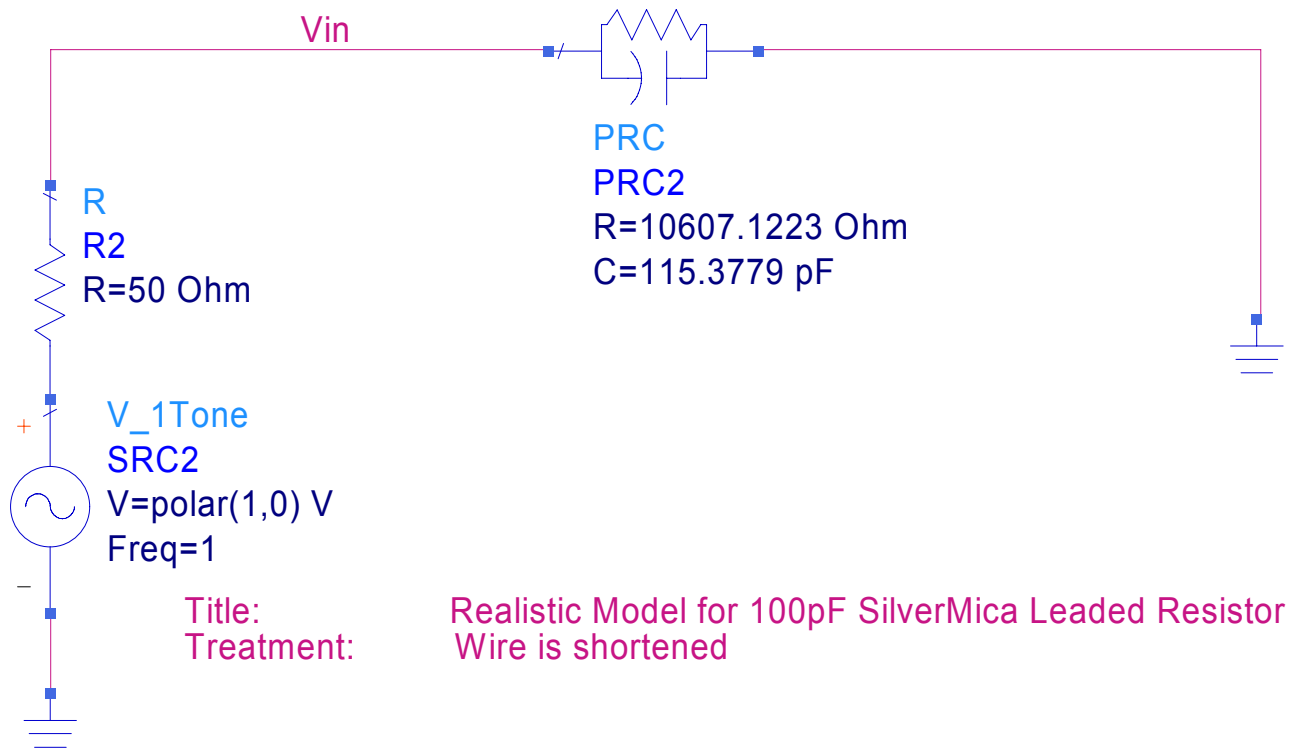 Vin
PRC
PRC2
R=10607.1223 Ohm
C=115.3779 pF
R
R2
R=50 Ohm
+
V_1Tone
SRC2
V=polar(1,0) V
Freq=1
–
Title: Realistic Model for 100pF SilverMica Leaded Resistor
Treatment: Wire is shortened